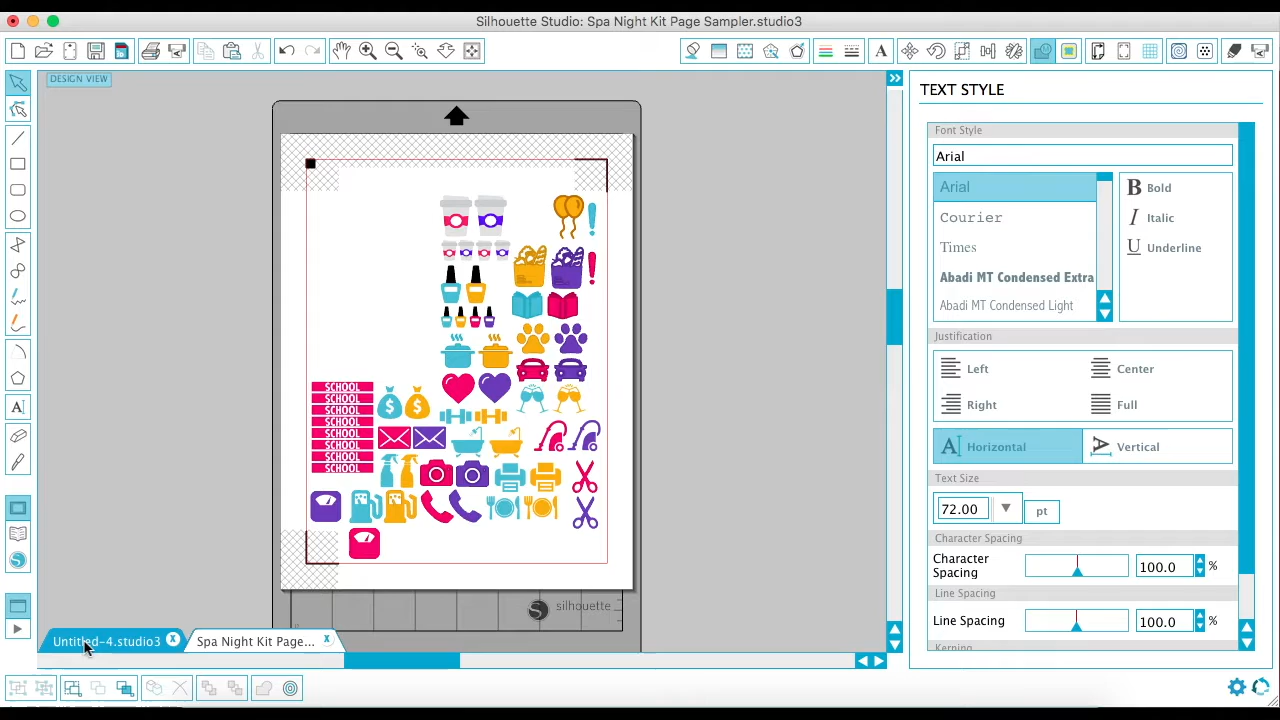 Silhouette Studio: Spa Night Kit Page Sampler.studio3
A
DESIGN VIEW
TEXT STYLE
Font Style
Arial
Arial
Courier
Times
Abadi MT Condensed Extra
Abadi MT Condensed Light
B Bold
I Italic
U Underline
Justification
Left
Center
Right
Full
A Horizontal
A Vertical
Text Size
72.00
pt
Character Spacing
Character
Spacing
100.0
%
Line Spacing
Line Spacing
100.0
%
Kerning
SCHOOL
SCHOOL
SCHOOL
SCHOOL
SCHOOL
SCHOOL
SCHOOL
SCHOOL
$
$
silhouette
Untitled-4.studio3
X
Spa Night Kit Page...
X